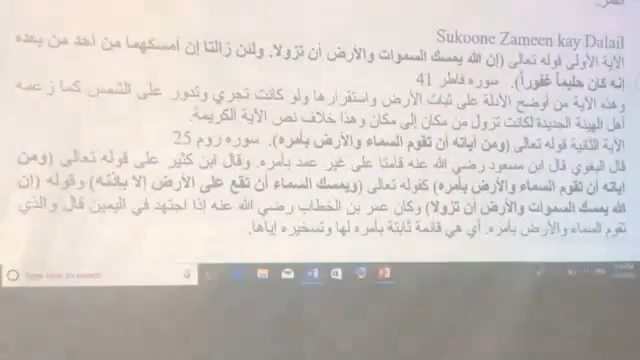 Sukoone Zameen kay Dalail
الآية الأولى قوله تعالى (إن الله يمسك السموات والأرض أن تزولا. ولئن زالتا إن أمسكهما من أحد من بعده
إنه كان حليماً غفوراً). سوره فاطر 41
وهذه الآية من أوضح الأدلة على ثبات الأرض واستقرارها ولو كانت تجري وتدور على الشمس كما زعمه
أهل الهيئة الجديدة لكانت تزول من مكان إلى مكان وهذا خلاف نص الآية الكريمة.
الآية الثانية قوله تعالى (ومن آياته أن تقوم السماء والأرض بأمره). سوره روم 25
قال البغوي قال ابن مسعود رضي الله عنه قامتا على غير عمد بأمره. وقال ابن كثير على قوله تعالى (ومن
آياته أن تقوم السماء والأرض بأمره) كقوله تعالى (ويمسك السماء أن تقع على الأرض إلا بإذنه) وقوله (إن
الله يمسك السموات والأرض أن تزولا) وكان عمر بن الخطاب رضي الله عنه إذا اجتهد في اليمين قال والذي
تقوم السماء والأرض بأمره. أي هي قائمة ثابتة بأمره لها وتسخيره إياها.